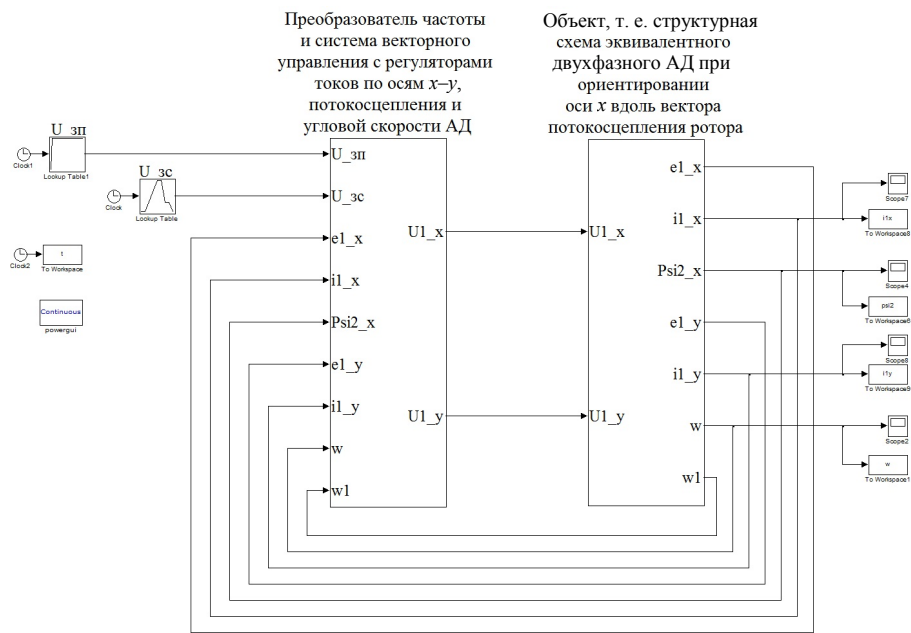 Преобразователь частоты
и система векторного
управления с регуляторами
токов по осям x–y,
потокосцепления и
угловой скорости АД
Объект, т. е. структурная
схема эквивалентного
двухфазного АД при
ориентировании
оси x вдоль вектора
потокосцепления ротора
U_зп
Clock1
Lookup Table1
U_зс
Clock
Lookup Table
Clock2
t
To Workspace
Continuous
powergui
U_зп
U_зс
e1_x
i1_x
Psi2_x
e1_y
i1_y
w
w1
U1_x
U1_y
U1_x
U1_y
e1_x
i1_x
Psi2_x
e1_y
i1_y
w
w1
Scope7
i1x
To Workspace8
Scope4
psi2
To Workspace6
Scope8
i1y
To Workspace9
Scope2
w
To Workspace1